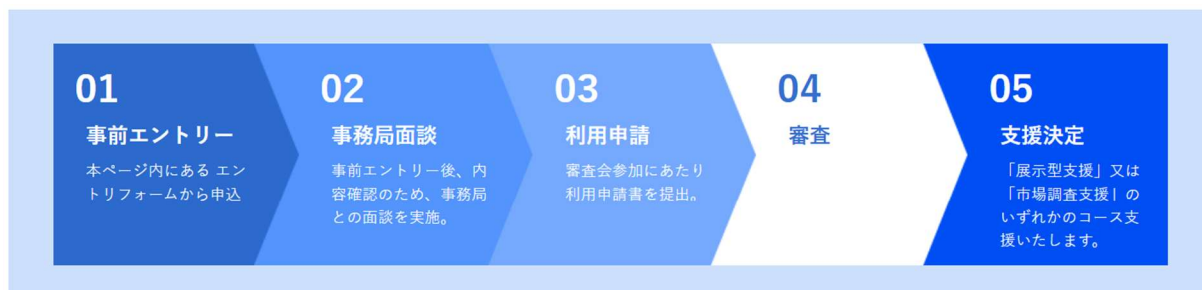 01
事前エントリー
本ページ内にある エン
トリフォームから申込
02
事務局面談
事前エントリー後、内
容確認のため、事務局
との面談を実施。
03
利用申請
審査会参加にあたり
利用申請書を提出。
04
審査
05
支援決定
「展示型支援」又は
「市場調査支援」の
いずれかのコース支
援いたします。